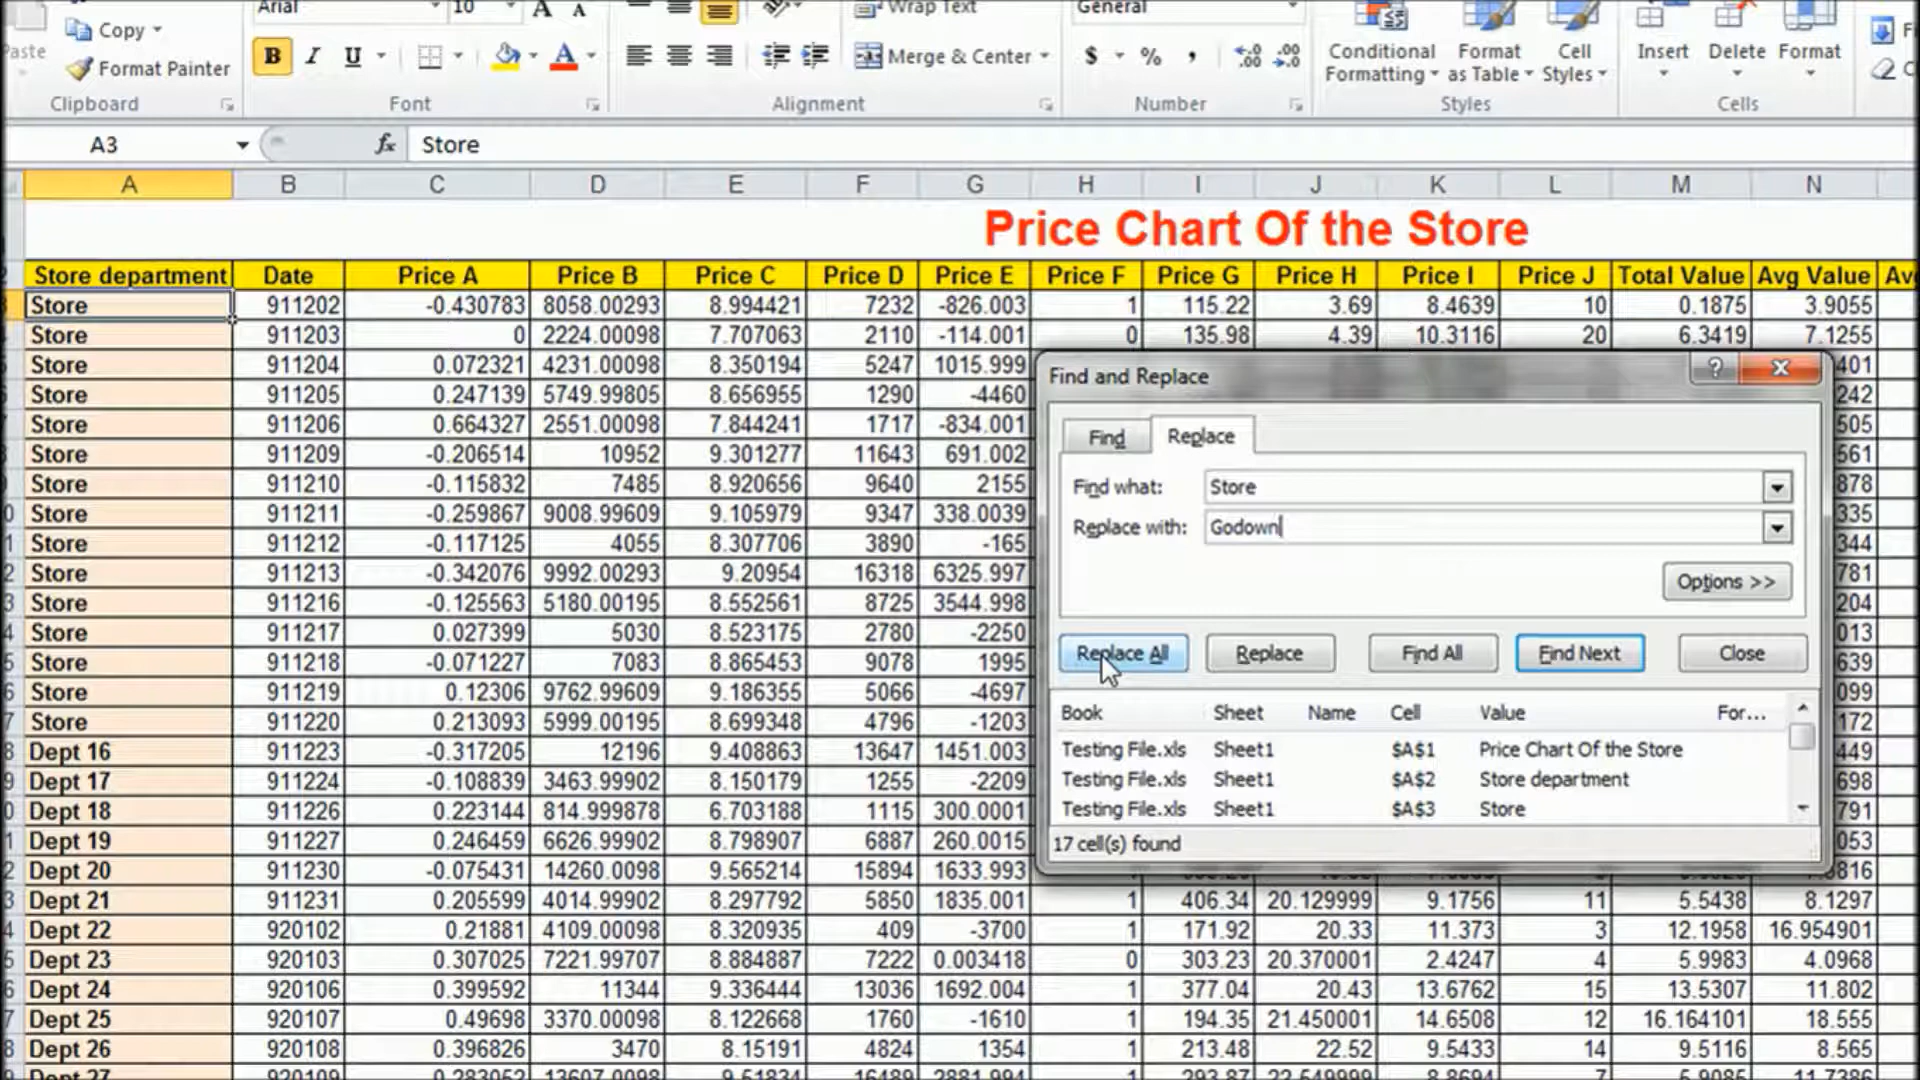 Arial 10 A A Wrap Text General
Paste Copy
B I U A Merge & Center $ % , Conditional Formatting Format as Table Cell Styles Insert Delete Format
Format Painter
Clipboard Font Alignment Number Styles Cells
A3 fx Store
A B C D E F G H I J K L M N
Price Chart Of the Store
Store department Date Price A Price B Price C Price D Price E Price F Price G Price H Price I Price J Total Value Avg Value Av
Store 911202 -0.430783 8058.00293 8.994421 7232 -826.003 1 115.22 3.69 8.4639 10 0.1875 3.9055
Store 911203 0 2224.00098 7.707063 2110 -114.001 0 135.98 4.39 10.3116 20 6.3419 7.1255
Store 911204 0.072321 4231.00098 8.350194 5247 1015.999 401
Store 911205 0.247139 5749.99805 8.656955 1290 -4460 242
Store 911206 0.664327 2551.00098 7.844241 1717 -834.001 505
Store 911209 -0.206514 10952 9.301277 11643 691.002 561
Store 911210 -0.115832 7485 8.920656 9640 2155 878
Store 911211 -0.259867 9008.99609 9.105979 9347 338.0039 335
Store 911212 -0.117125 4055 8.307706 3890 -165 344
Store 911213 -0.342076 9992.00293 9.20954 16318 6325.997 781
Store 911216 -0.125563 5180.00195 8.552561 8725 3544.998 204
Store 911217 0.027399 5030 8.523175 2780 -2250 013
Store 911218 -0.071227 7083 8.865453 9078 1995 639
Store 911219 0.12306 9762.99609 9.186355 5066 -4697 099
Store 911220 0.213093 5999.00195 8.699348 4796 -1203 172
Dept 16 911223 -0.317205 12196 9.408863 13647 1451.003 449
Dept 17 911224 -0.108839 3463.99902 8.150179 1255 -2209 698
Dept 18 911226 0.223144 814.999878 6.703188 1115 300.0001 791
Dept 19 911227 0.246459 6626.99902 8.798907 6887 260.0015 053
Dept 20 911230 -0.075431 14260.0098 9.565214 15894 1633.993 816
Dept 21 911231 0.205599 4014.99902 8.297792 5850 1835.001 1 406.34 20.129999 9.1756 11 5.5438 8.1297
Dept 22 920102 0.21881 4109.00098 8.320935 409 -3700 1 171.92 20.33 11.373 3 12.1958 16.954901
Dept 23 920103 0.307025 7221.99707 8.884887 7222 0.003418 0 303.23 20.370001 2.4247 4 5.9983 4.0968
Dept 24 920106 0.399592 11344 9.336444 13036 1692.004 1 377.04 20.43 13.6762 15 13.5307 11.802
Dept 25 920107 0.49698 3370.00098 8.122668 1760 -1610 1 194.35 21.450001 14.6508 12 16.164101 18.555
Dept 26 920108 0.396826 3470 8.15191 4824 1354 1 213.48 22.52 9.5433 14 9.5116 8.565
Dept 27
Find and Replace
Find Replace
Find what: Store
Replace with: Godown
Options >>
Replace All Replace Find All Find Next Close
Book Sheet Name Cell Value For...
Testing File.xls Sheet1 $A$1 Price Chart Of the Store
Testing File.xls Sheet1 $A$2 Store department
Testing File.xls Sheet1 $A$3 Store
17 cell(s) found